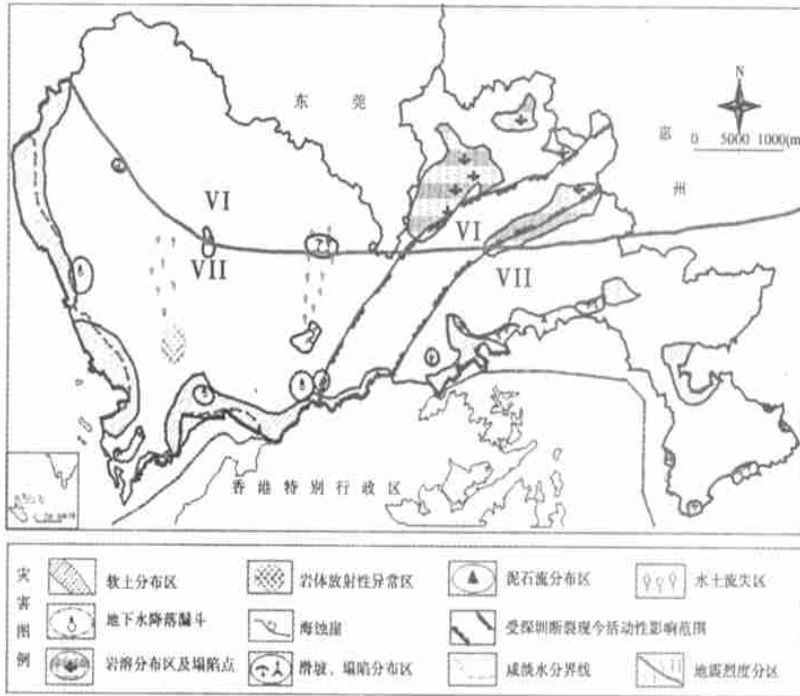 东 莞
N
惠
州
0 5000 1000(m
VI
VII
VI
VII
香 港 特 别 行 政 区
灾
害
图
例
软土分布区
岩体放射性异常区
泥石流分布区
水土流失区
地下水降落漏斗
海蚀崖
受深圳断裂现今活动性影响范围
岩溶分布区及塌陷点
滑坡、塌陷分布区
咸淡水分界线
地震烈度分区